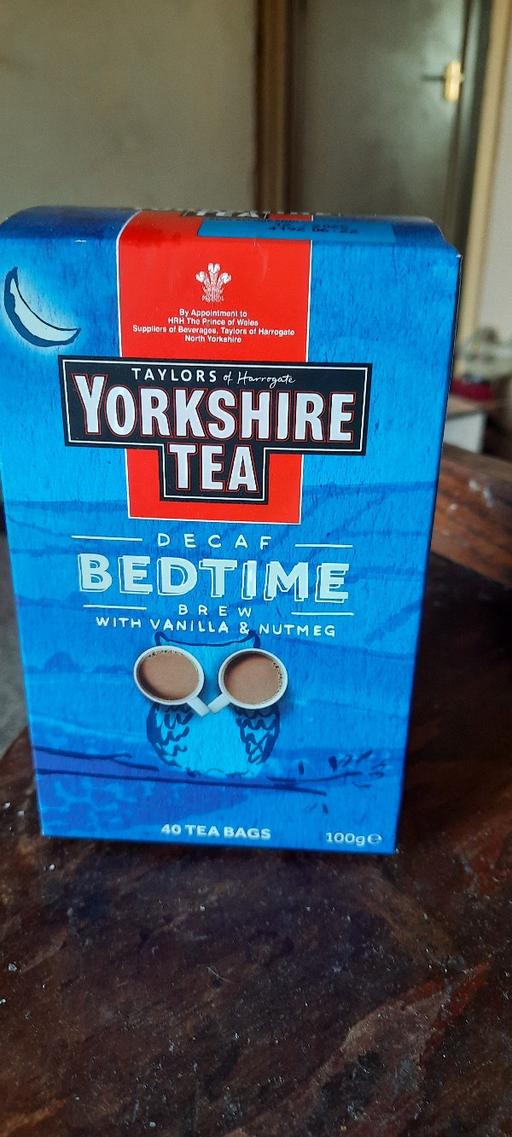 TEA
By Appointment to
HRH The Prince of Wales
Suppliers of Beverages, Taylors of Harrogate
North Yorkshire
TAYLORS of Harrogate
YORKSHIRE
TEA
DECAF
BEDTIME
BREW
WITH VANILLA & NUTMEG
40 TEA BAGS
100g℮